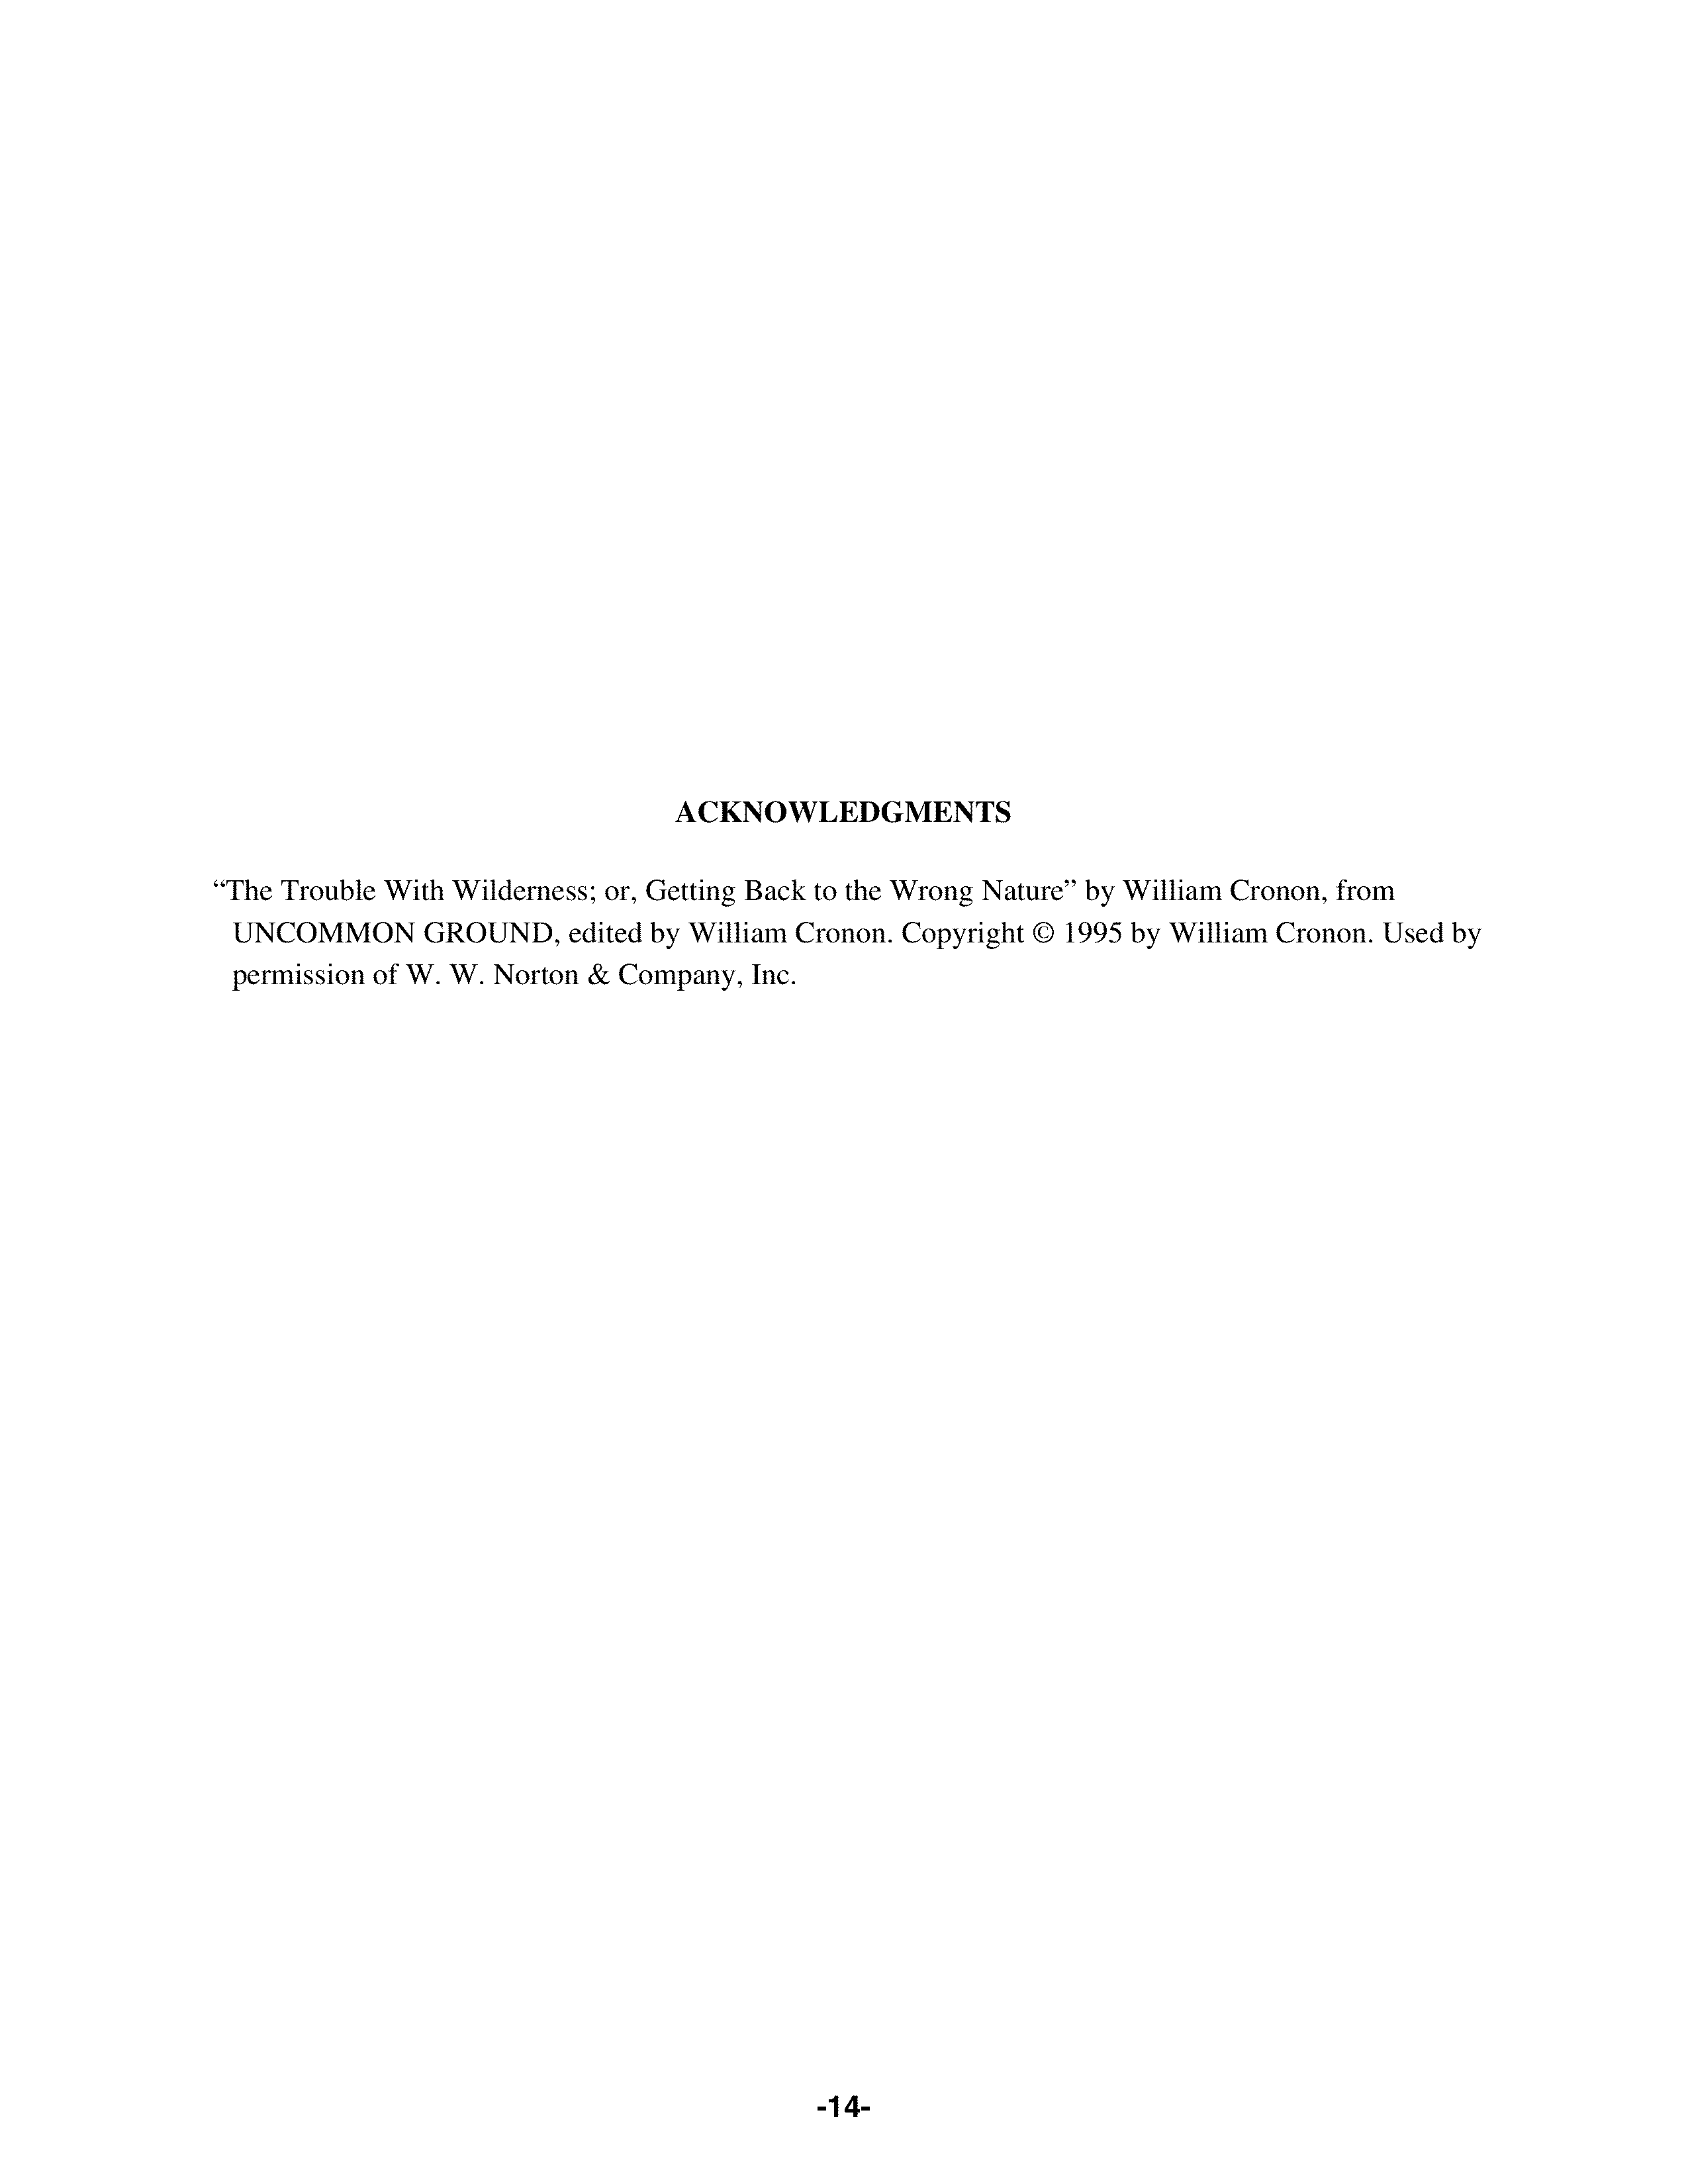 ACKNOWLEDGMENTS
“The Trouble With Wilderness; or, Getting Back to the Wrong Nature” by William Cronon, from
UNCOMMON GROUND, edited by William Cronon. Copyright © 1995 by William Cronon. Used by
permission of W. W. Norton & Company, Inc.
-14-